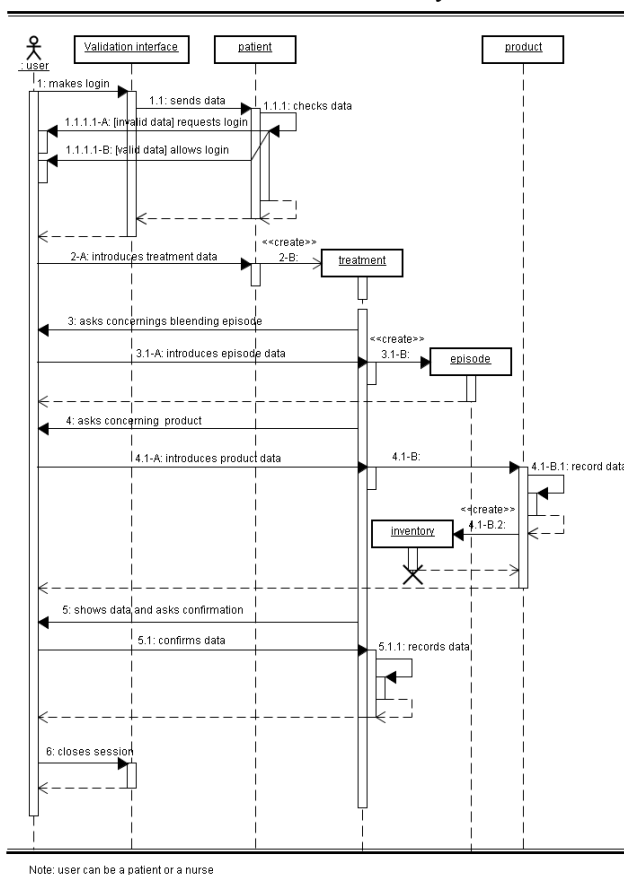 : user
Validation interface
patient
product
1: makes login
1.1: sends data
1.1.1: checks data
1.1.1.1-A: [invalid data] requests login
1.1.1.1-B: [valid data] allows login
<<create>>
2-A: introduces treatment data
2-B:
treatment
3: asks concernings bleending episode
<<create>>
3.1-A: introduces episode data
3.1-B:
episode
4: asks concerning product
4.1-A: introduces product data
4.1-B:
4.1-B.1: record data
<<create>>
inventory
4.1-B.2:
5: shows data and asks confirmation
5.1: confirms data
5.1.1: records data
6: closes session
Note: user can be a patient or a nurse